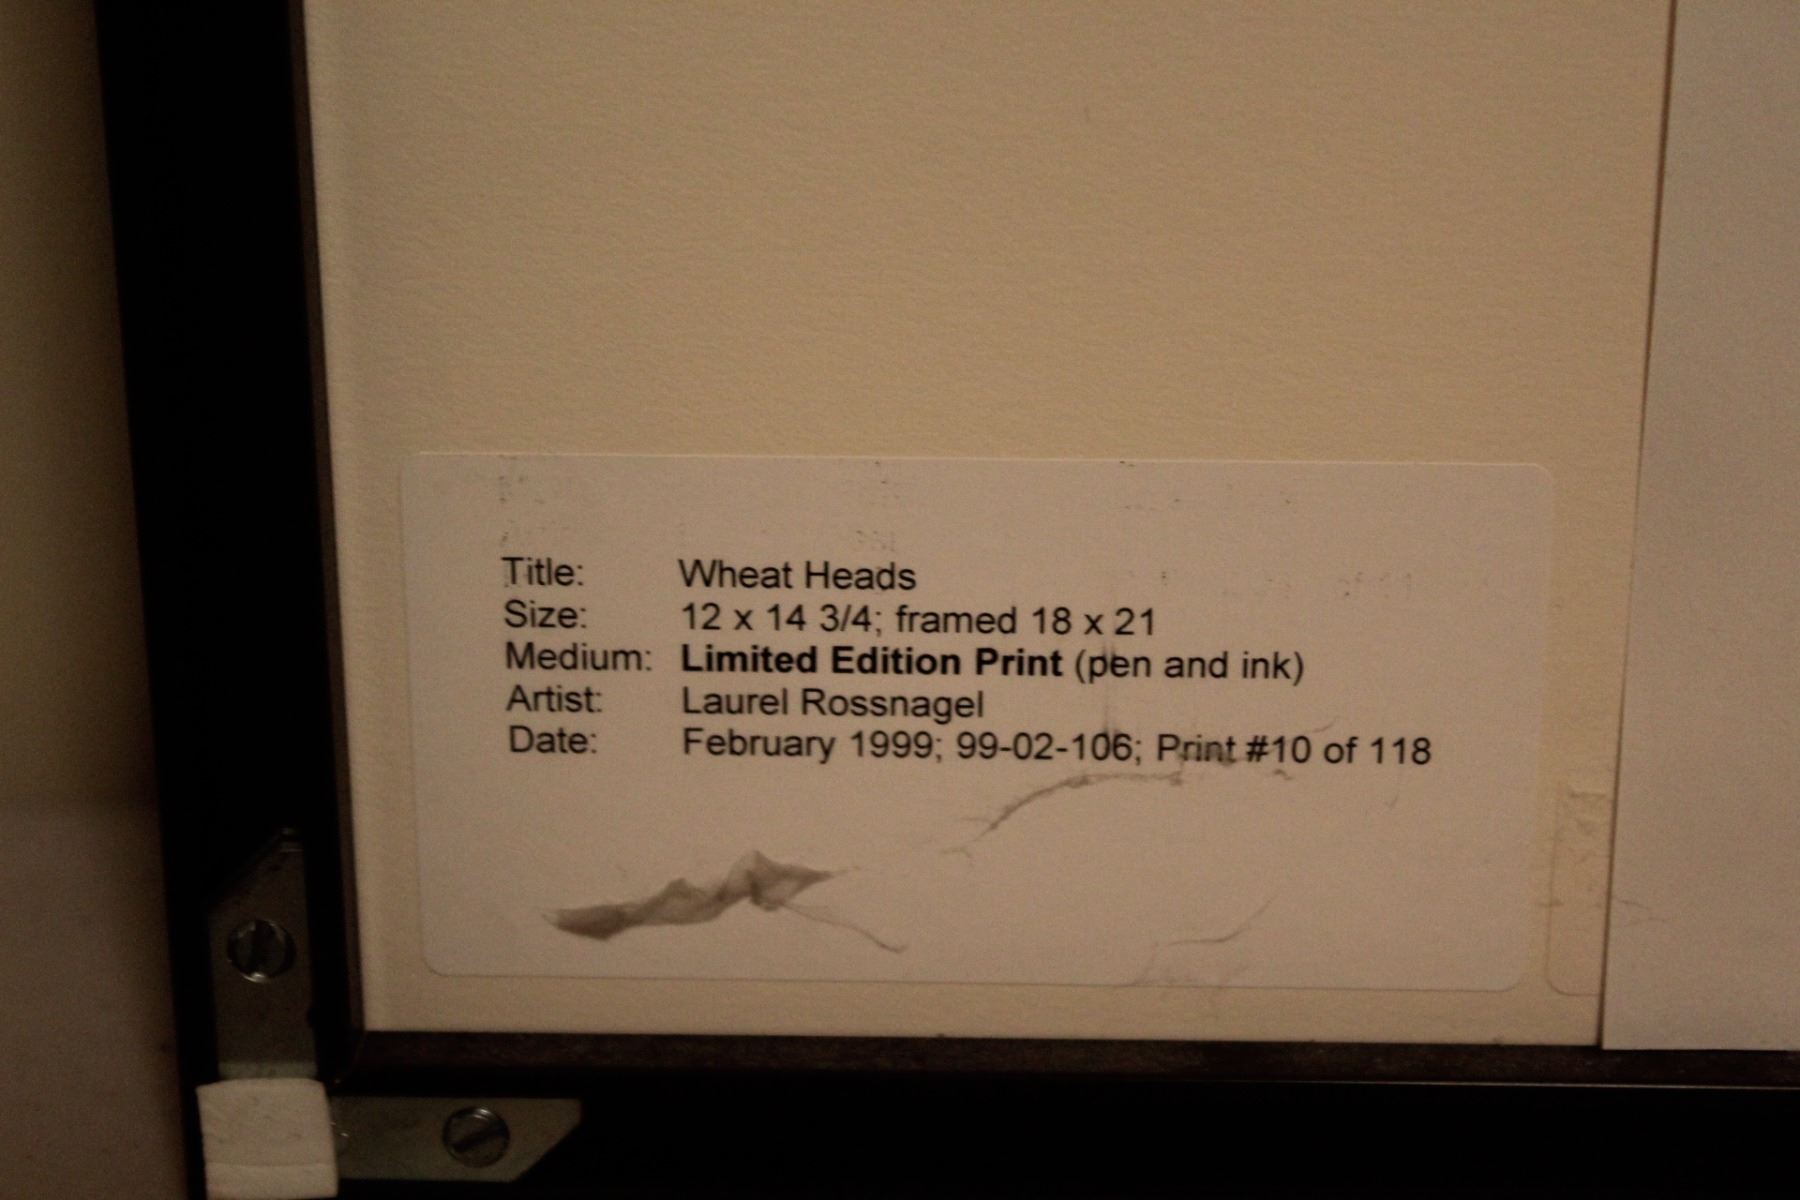 Title: Wheat Heads
Size: 12 x 14 3/4; framed 18 x 21
Medium: Limited Edition Print (pen and ink)
Artist: Laurel Rossnagel
Date: February 1999; 99-02-106; Print #10 of 118